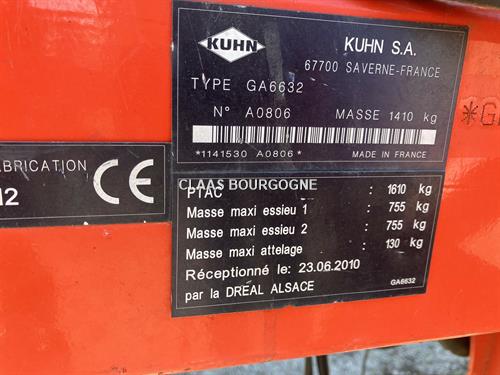 KUHN
KUHN S.A.
67700 SAVERNE-FRANCE
TYPE GA6632
N° A0806 MASSE 1410 kg
*1141530 A0806*
MADE IN FRANCE
CE
CLAAS BOURGOGNE
PTAC : 1610 kg
Masse maxi essieu 1 : 755 kg
Masse maxi essieu 2 : 755 kg
Masse maxi attelage : 130 kg
Réceptionné le: 23.06.2010
par la DREAL ALSACE
GA6632